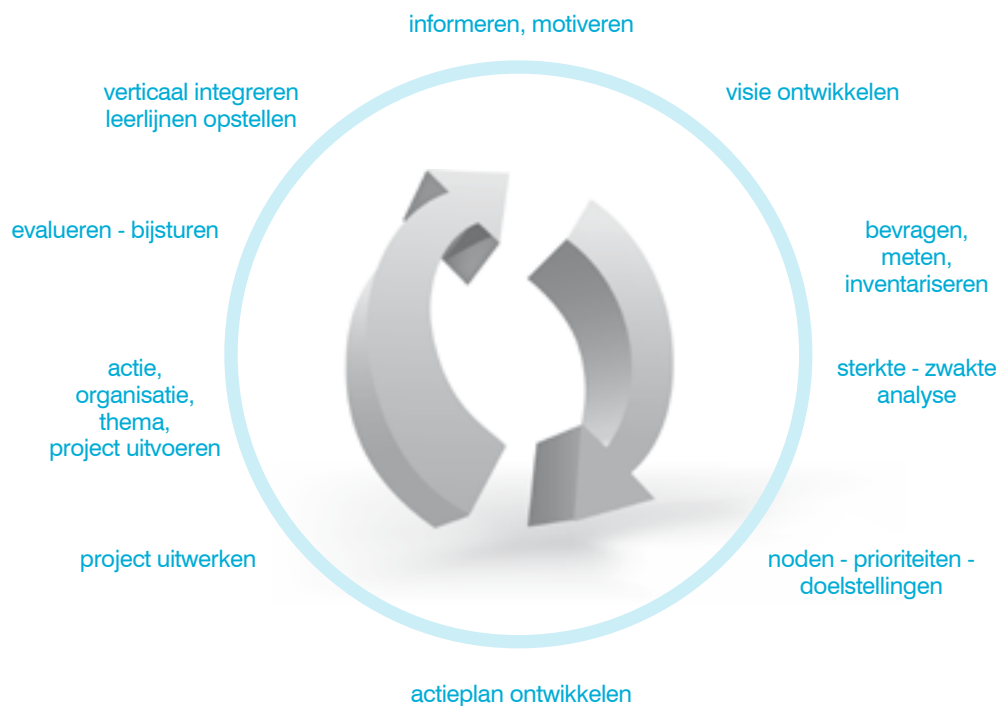 informeren, motiveren
visie ontwikkelen
bevragen,
meten,
inventariseren
sterkte - zwakte
analyse
noden - prioriteiten -
doelstellingen
actieplan ontwikkelen
project uitwerken
actie,
organisatie,
thema,
project uitvoeren
evalueren - bijsturen
verticaal integreren
leerlijnen opstellen